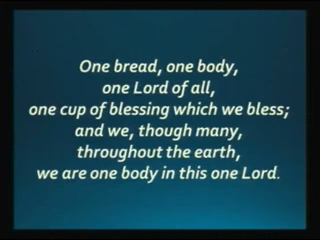 One bread, one body,
one Lord of all,
one cup of blessing which we bless;
and we, though many,
throughout the earth,
we are one body in this one Lord.